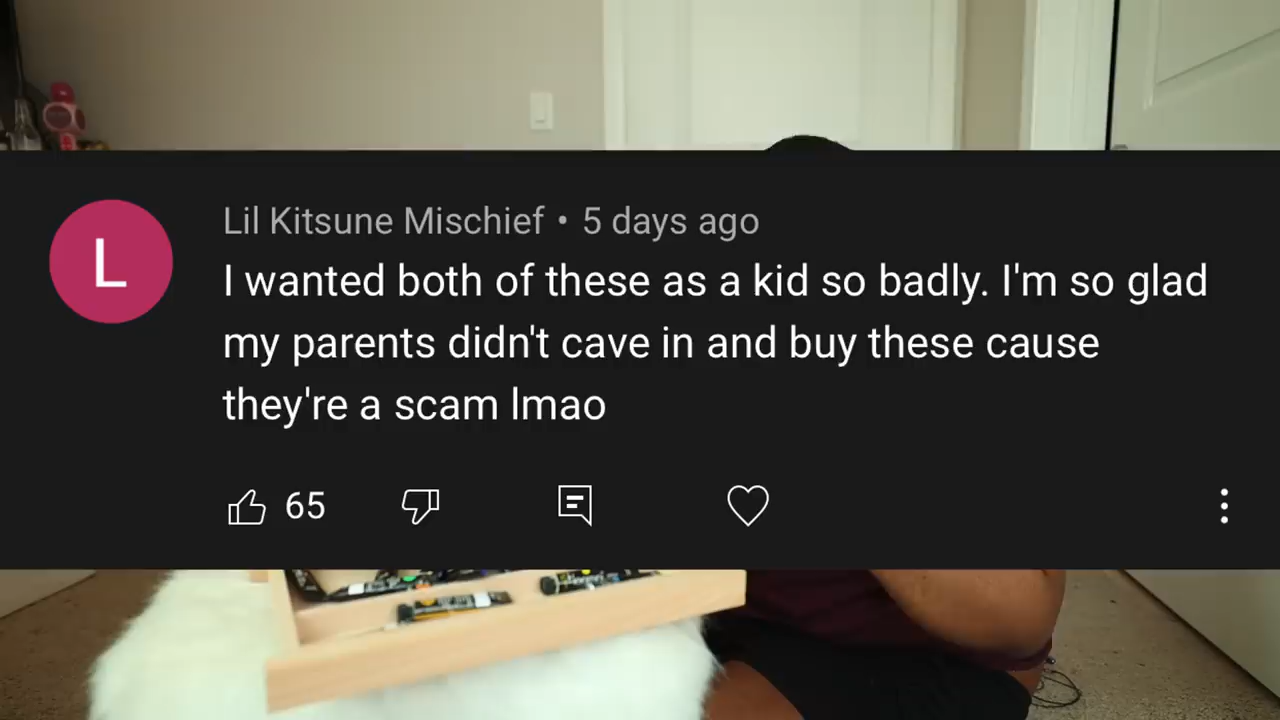 L
Lil Kitsune Mischief • 5 days ago
I wanted both of these as a kid so badly. I'm so glad
my parents didn't cave in and buy these cause
they're a scam lmao
65